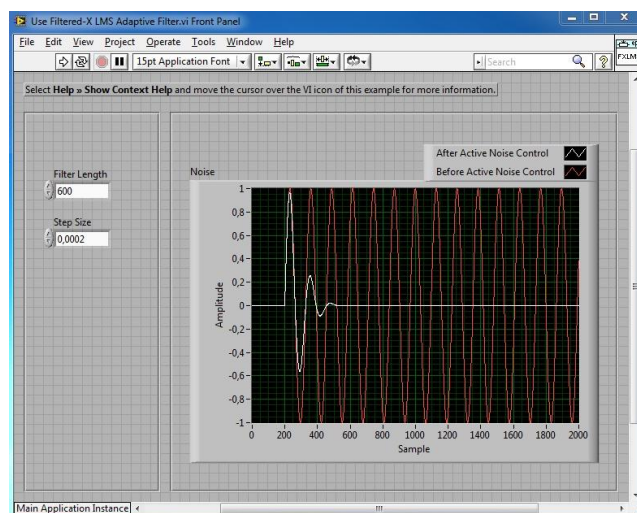 Use Filtered-X LMS Adaptive Filter.vi Front Panel
File Edit View Project Operate Tools Window Help
15pt Application Font
Search
FXLM
Select Help » Show Context Help and move the cursor over the VI icon of this example for more information.
Filter Length
600
Step Size
0,0002
Noise
After Active Noise Control
Before Active Noise Control
Amplitude
1
0,8
0,6
0,4
0,2
0
-0,2
-0,4
-0,6
-0,8
-1
0 200 400 600 800 1000 1200 1400 1600 1800 2000
Sample
Main Application Instance